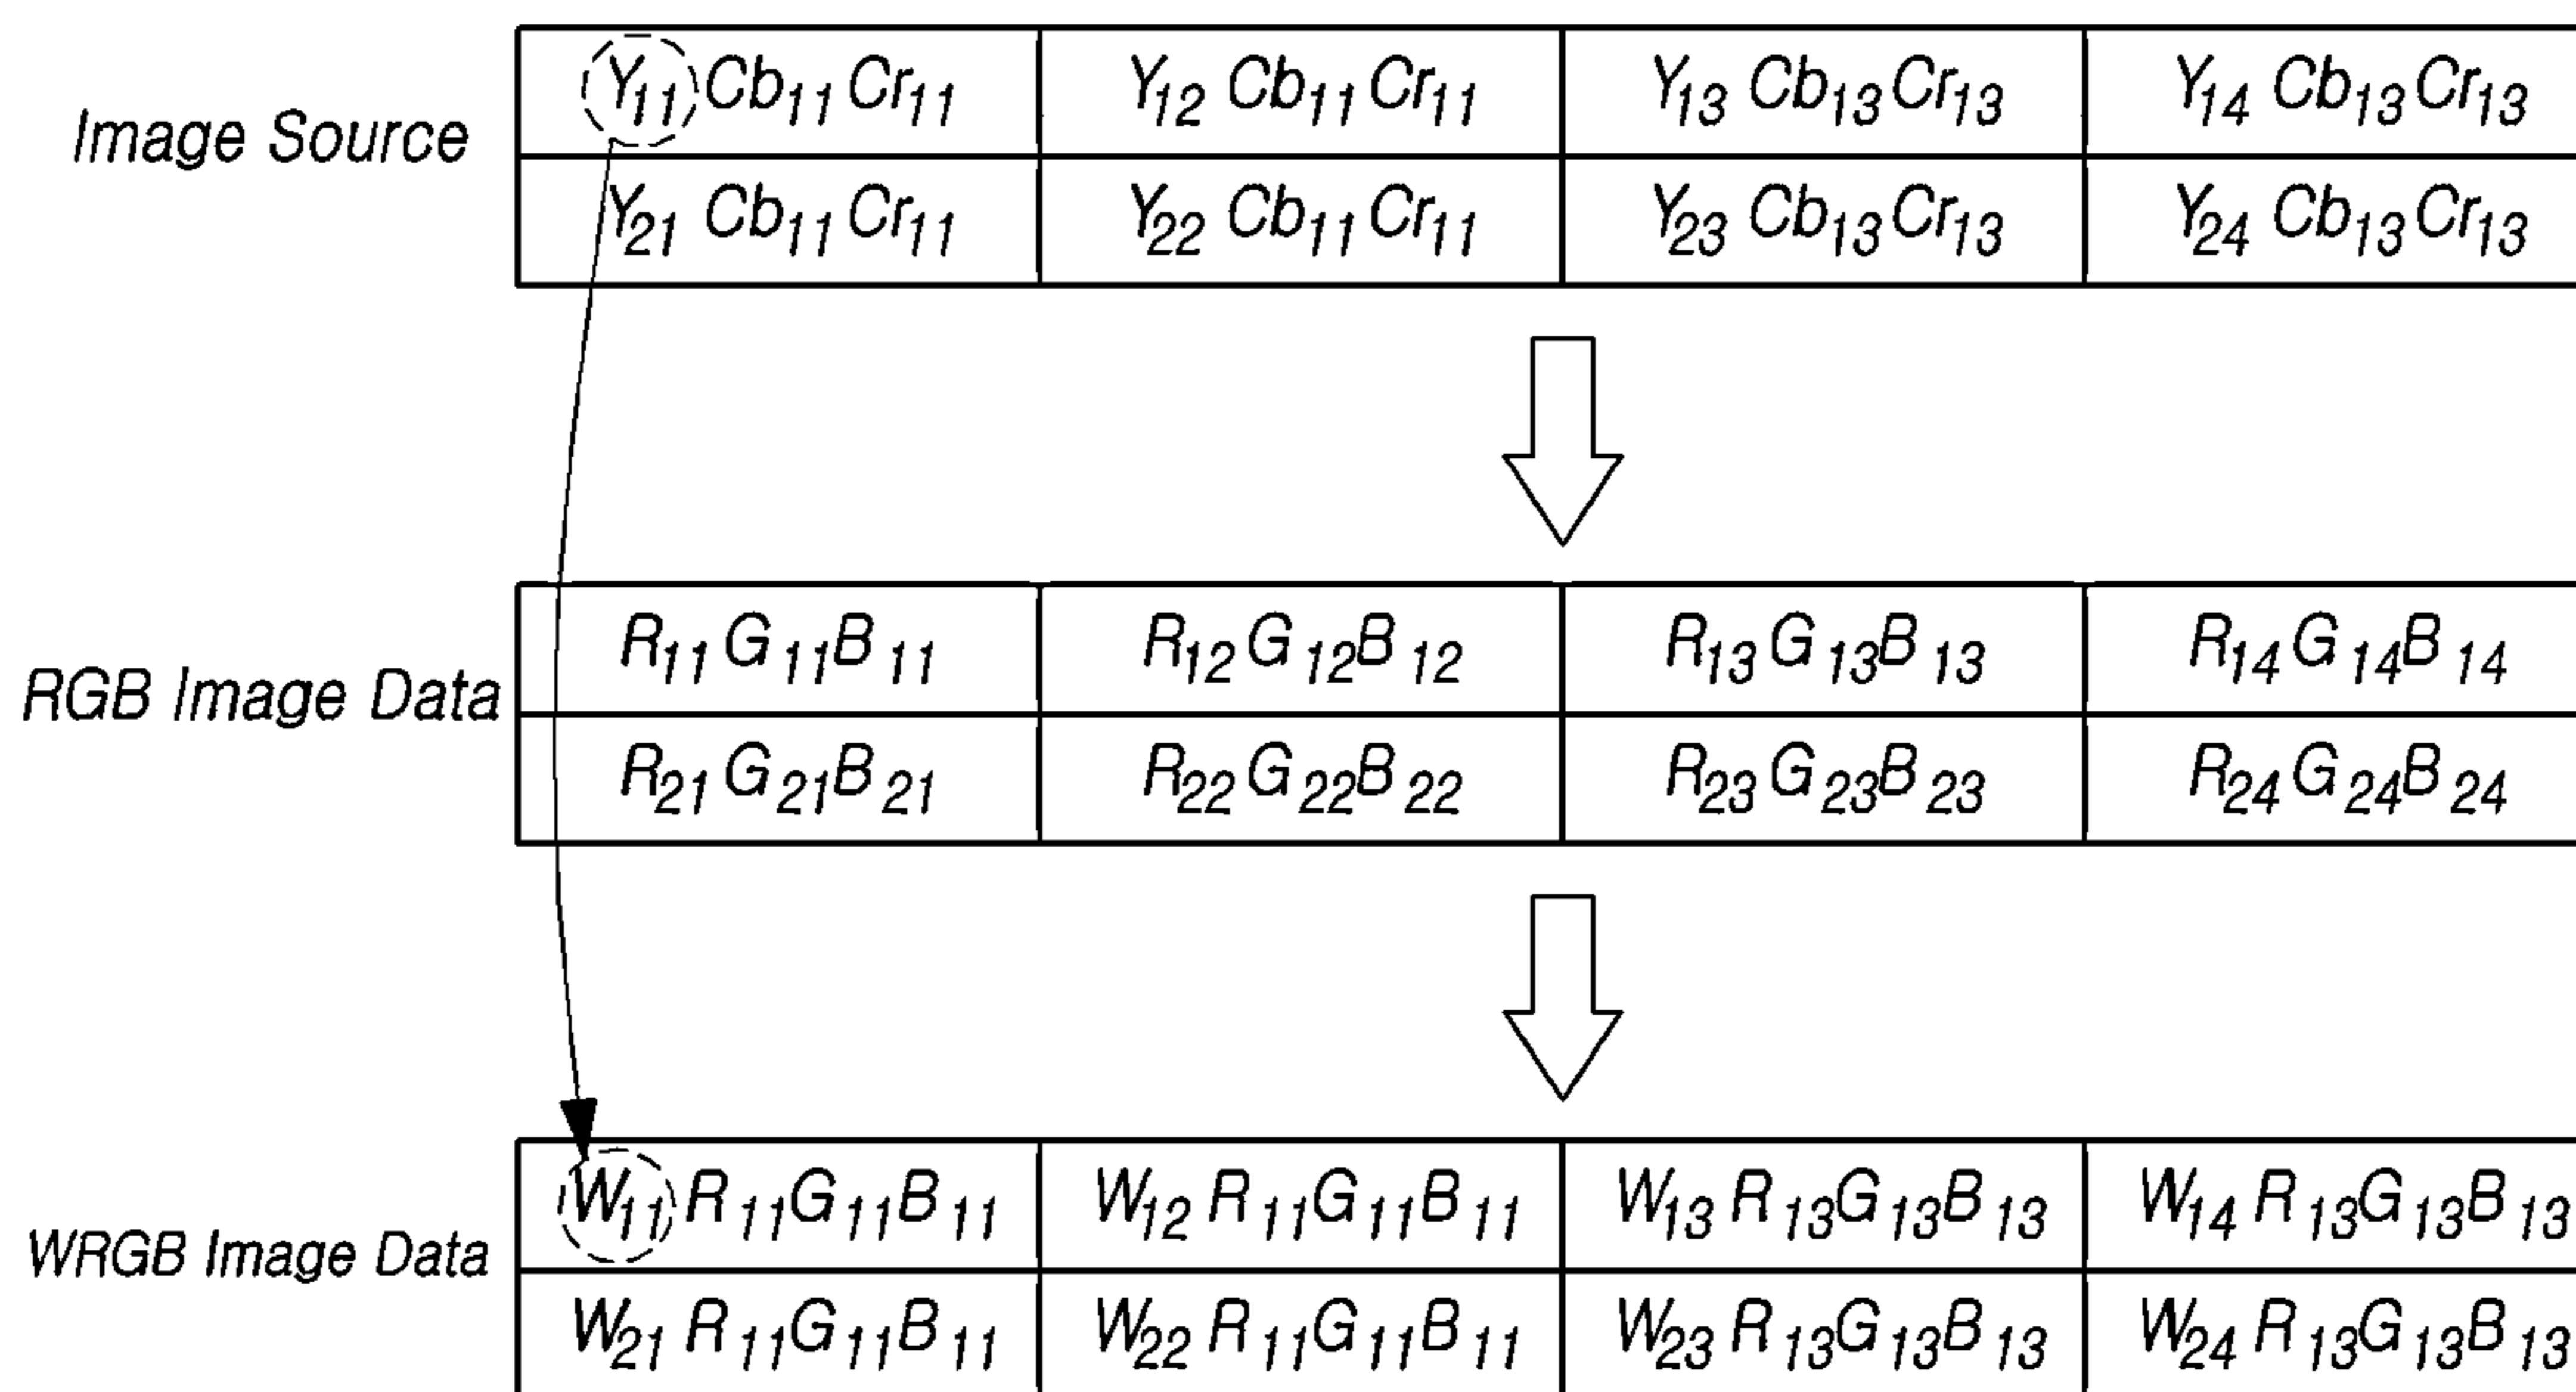 Image Source
Y11 Cb11 Cr11 Y12 Cb11 Cr11 Y13 Cb13 Cr13 Y14 Cb13 Cr13
Y21 Cb11 Cr11 Y22 Cb11 Cr11 Y23 Cb13 Cr13 Y24 Cb13 Cr13
RGB Image Data
R11 G11 B11 R12 G12 B12 R13 G13 B13 R14 G14 B14
R21 G21 B21 R22 G22 B22 R23 G23 B23 R24 G24 B24
WRGB Image Data
W11 R11 G11 B11 W12 R11 G11 B11 W13 R13 G13 B13 W14 R13 G13 B13
W21 R11 G11 B11 W22 R11 G11 B11 W23 R13 G13 B13 W24 R13 G13 B13